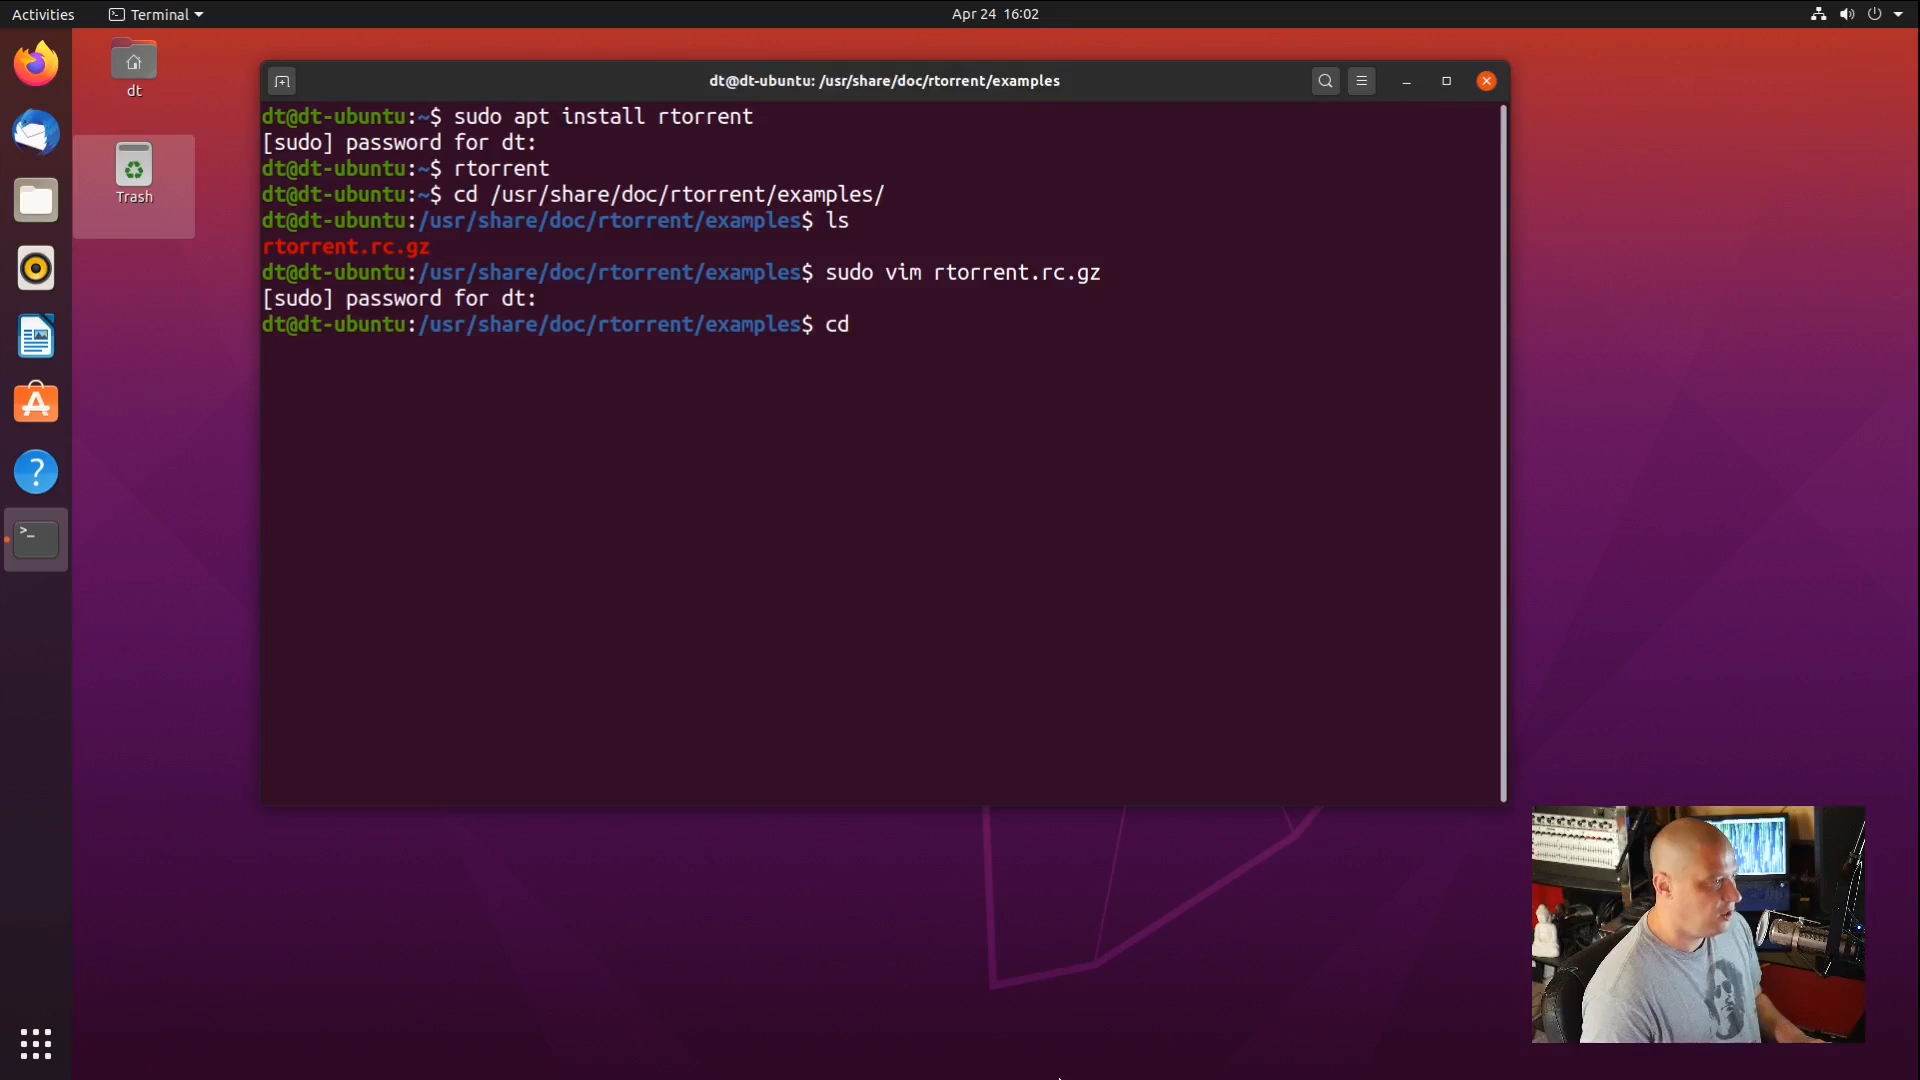 Activities
Terminal
Apr 24 16:02
dt
Trash
dt@dt-ubuntu: /usr/share/doc/rtorrent/examples
dt@dt-ubuntu:~$ sudo apt install rtorrent
[sudo] password for dt:
dt@dt-ubuntu:~$ rtorrent
dt@dt-ubuntu:~$ cd /usr/share/doc/rtorrent/examples/
dt@dt-ubuntu:/usr/share/doc/rtorrent/examples$ ls
rtorrent.rc.gz
dt@dt-ubuntu:/usr/share/doc/rtorrent/examples$ sudo vim rtorrent.rc.gz
[sudo] password for dt:
dt@dt-ubuntu:/usr/share/doc/rtorrent/examples$ cd